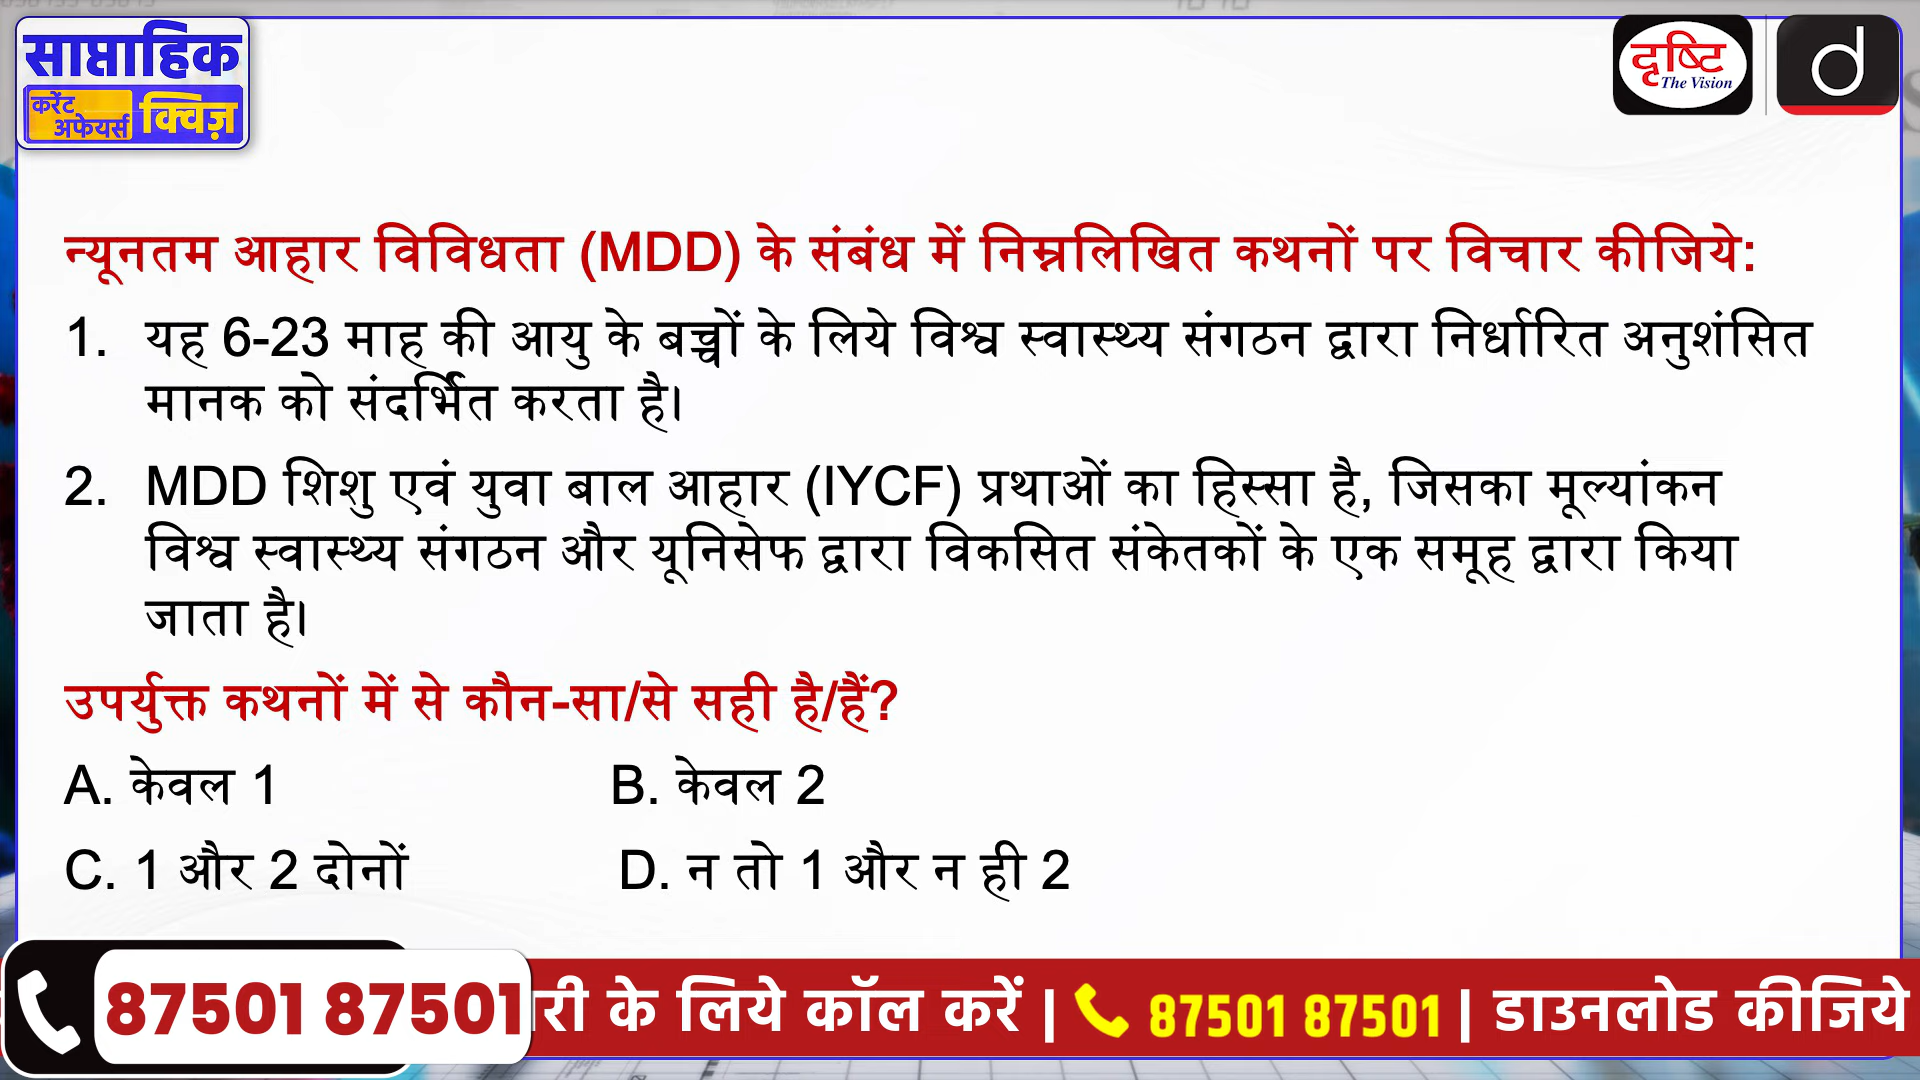 साप्ताहिक
करेंट
अफेयर्स
क्विज़
दृष्टि
The Vision
d
न्यूनतम आहार विविधता (MDD) के संबंध में निम्नलिखित कथनों पर विचार कीजिये:
1. यह 6-23 माह की आयु के बच्चों के लिये विश्व स्वास्थ्य संगठन द्वारा निर्धारित अनुशंसित
मानक को संदर्भित करता है।
2. MDD शिशु एवं युवा बाल आहार (IYCF) प्रथाओं का हिस्सा है, जिसका मूल्यांकन
विश्व स्वास्थ्य संगठन और यूनिसेफ द्वारा विकसित संकेतकों के एक समूह द्वारा किया
जाता है।
उपर्युक्त कथनों में से कौन-सा/से सही है/हैं?
A. केवल 1 B. केवल 2
C. 1 और 2 दोनों D. न तो 1 और न ही 2
87501 87501
री के लिये कॉल करें | 87501 87501 | डाउनलोड कीजिये